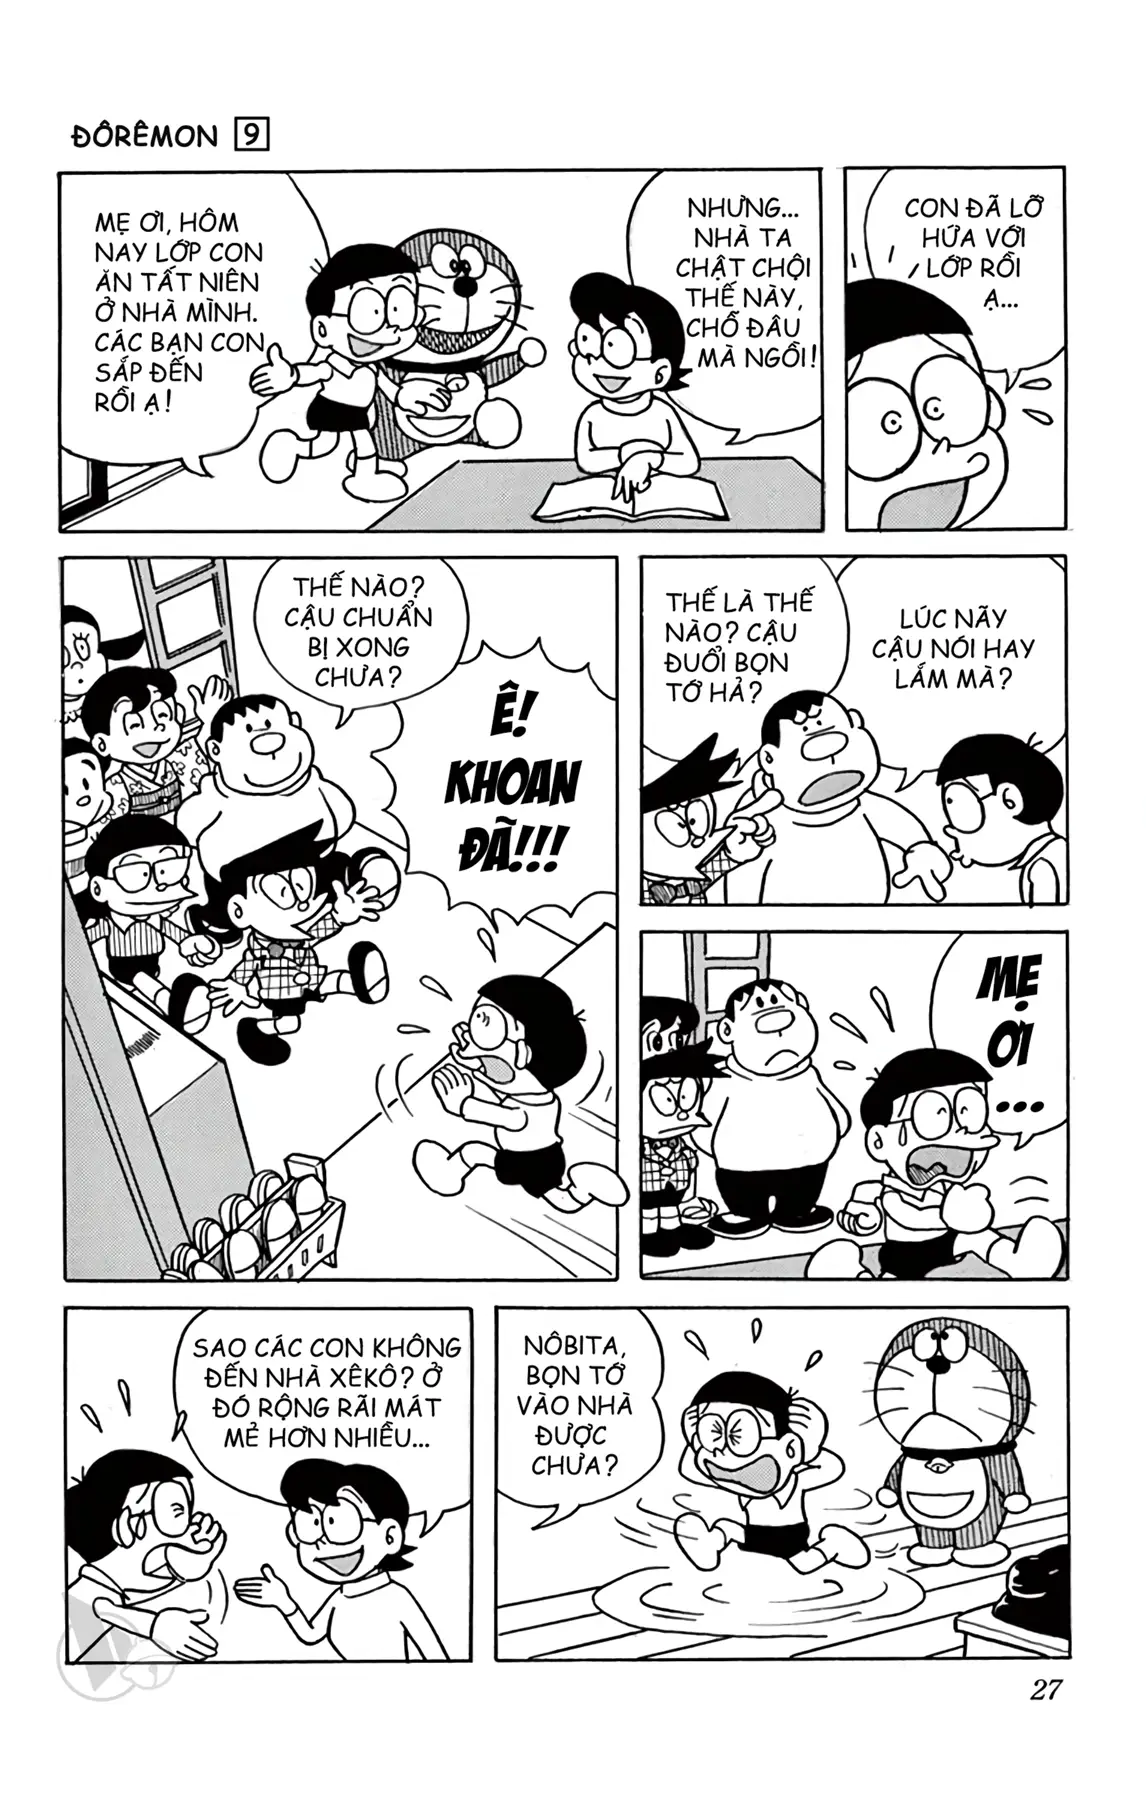 ĐÔRÊMON 9
MẸ ƠI, HÔM
NAY LỚP CON
ĂN TẤT NIÊN
Ở NHÀ MÌNH.
CÁC BẠN CON
SẮP ĐẾN
RỒI Ạ!
NHƯNG...
NHÀ TA
CHẬT CHỘI
THẾ NÀY,
CHỖ ĐÂU
MÀ NGỒI!
CON ĐÃ LỠ
HỨA VỚI
LỚP RỒI
Ạ...
THẾ NÀO?
CẬU CHUẨN
BỊ XONG
CHƯA?
Ê!
KHOAN
ĐÃ!!!
THẾ LÀ THẾ
NÀO? CẬU
ĐUỔI BỌN
TỚ HẢ?
LÚC NÃY
CẬU NÓI HAY
LẮM MÀ?
MẸ
ƠI
...
SAO CÁC CON KHÔNG
ĐẾN NHÀ XÊKÔ? Ở
ĐÓ RỘNG RÃI MÁT
MẺ HƠN NHIỀU...
NÔBITA,
BỌN TỚ
VÀO NHÀ
ĐƯỢC
CHƯA?
27